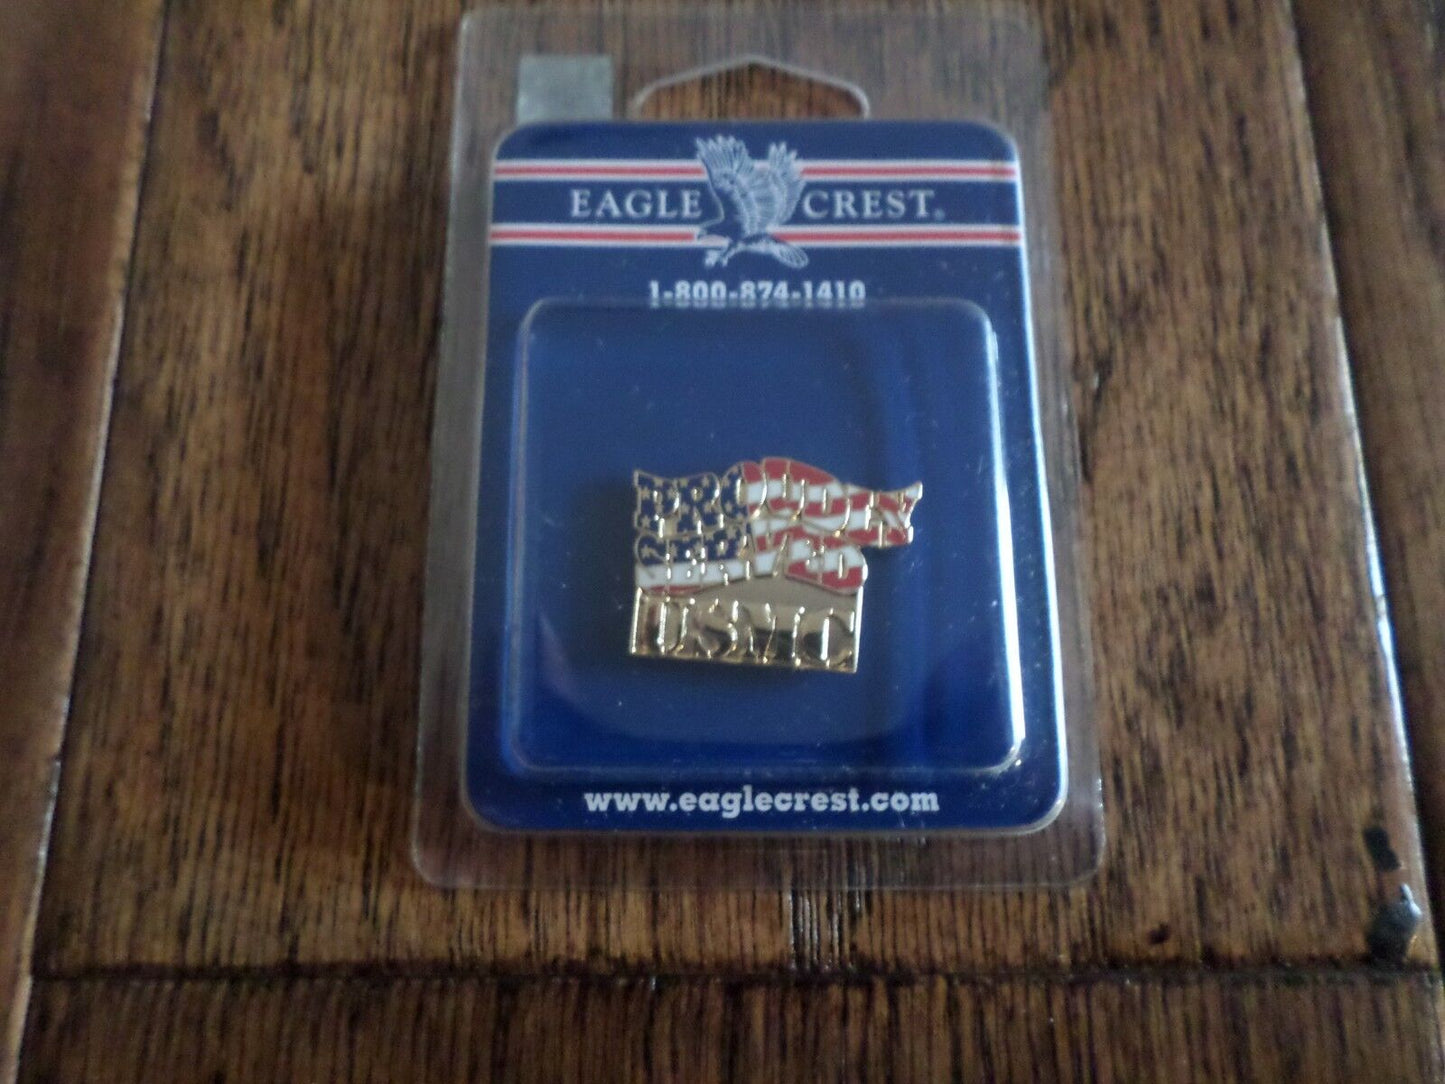 EAGLE CREST®
1-800-874-1410
PROUDLY
SERVED
USMC
www.eaglecrest.com